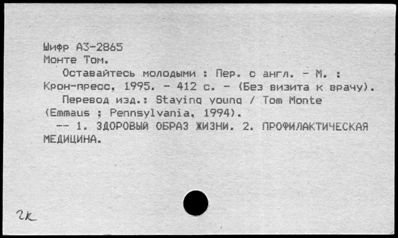 Шифр А3-2865
Монте Том.
Оставайтесь молодыми : Пер. с англ. - М. :
Крон-пресс, 1995. - 412 с. - (Без визита к врачу).
Перевод изд.: Staying young / Tom Monte
(Emmaus ; Pennsylvania, 1994).
-- 1. ЗДОРОВЫЙ ОБРАЗ ЖИЗНИ. 2. ПРОФИЛАКТИЧЕСКАЯ
МЕДИЦИНА.
2к